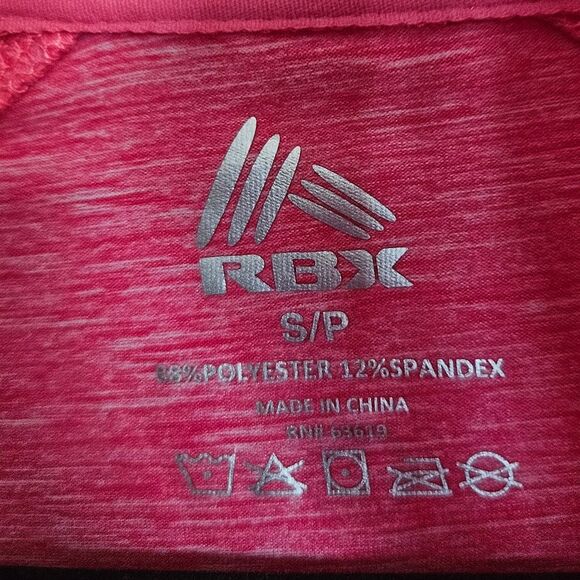 RBX
S/P
88%POLYESTER 12%SPANDEX
MADE IN CHINA
RN# 63619